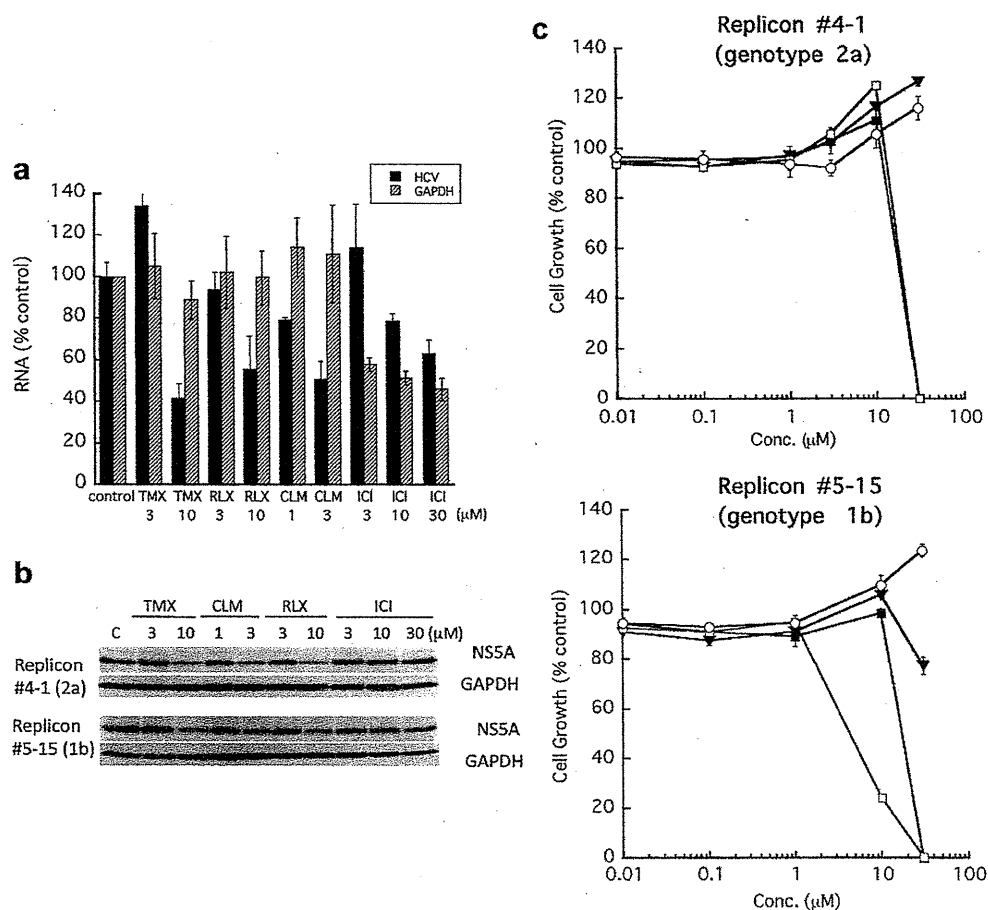 a
HCV
GAPDH
RNA (% control)
140
120
100
80
60
40
20
0
control TMX TMX RLX RLX CLM CLM ICI ICI ICI
3 10 3 10 1 3 3 10 30 (μM)
b
TMX CLM RLX ICI
C 3 10 1 3 3 10 3 10 30 (μM)
Replicon
#4-1 (2a)
NS5A
GAPDH
Replicon
#5-15 (1b)
NS5A
GAPDH
c
Replicon #4-1
(genotype 2a)
Cell Growth (% control)
140
120
100
80
60
40
20
0
0.01 0.1 1 10 100
Conc. (μM)
Replicon #5-15
(genotype 1b)
Cell Growth (% control)
140
120
100
80
60
40
20
0
0.01 0.1 1 10 100
Conc. (μM)